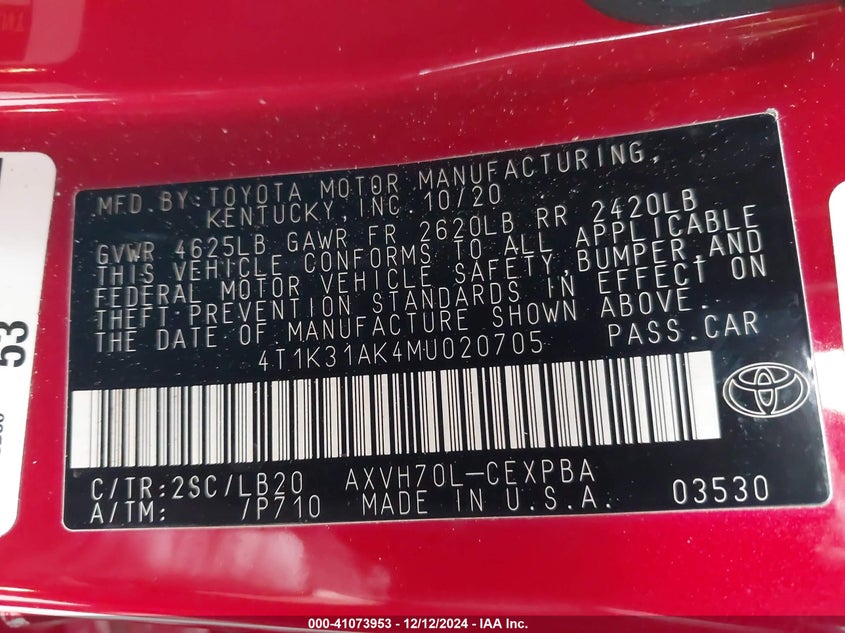 MFD.BY:TOYOTA MOTOR MANUFACTURING,
KENTUCKY,INC.10/20
GVWR 4625LB GAWR FR 2620LB RR 2420LB
THIS VEHICLE CONFORMS TO ALL APPLICABLE
FEDERAL MOTOR VEHICLE SAFETY,BUMPER,AND
THEFT PREVENTION STANDARDS IN EFFECT ON
THE DATE OF MANUFACTURE SHOWN ABOVE.
4T1K31AK4MU020705 PASS.CAR
C/TR:2SC/LB20 AXVH70L-CEXPBA
A/TM: /P710 MADE IN U.S.A. 03530
53
000-41073953 – 12/12/2024 – IAA Inc.